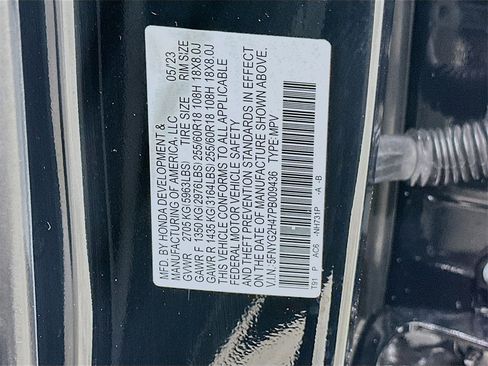 MFD. BY HONDA DEVELOPMENT &
MANUFACTURING OF AMERICA, LLC 05/23
GVWR 2705 KG(5963LBS) TIRE SIZE RIM SIZE
GAWR F 1350 KG(2976LBS) 255/60R18 108H 18X8.0J
GAWR R 1435 KG(3164LBS) 255/60R18 108H 18X8.0J
THIS VEHICLE CONFORMS TO ALL APPLICABLE
FEDERAL MOTOR VEHICLE SAFETY
AND THEFT PREVENTION STANDARDS IN EFFECT
ON THE DATE OF MANUFACTURE SHOWN ABOVE.
V.I.N. 5FNYG2H47PB009436 TYPE:MPV
T91 P AC6 -NH731P -A -B